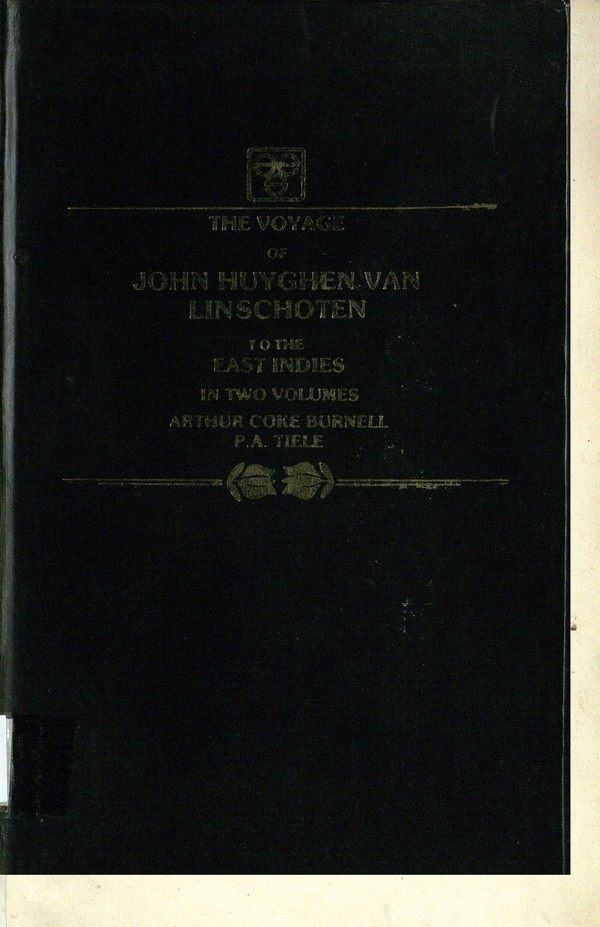 THE VOYAGE
OF
JOHN HUYGHEN VAN
LINSCHOTEN
TO THE
EAST INDIES
IN TWO VOLUMES
ARTHUR COKE BURNELL
P.A. TIELE